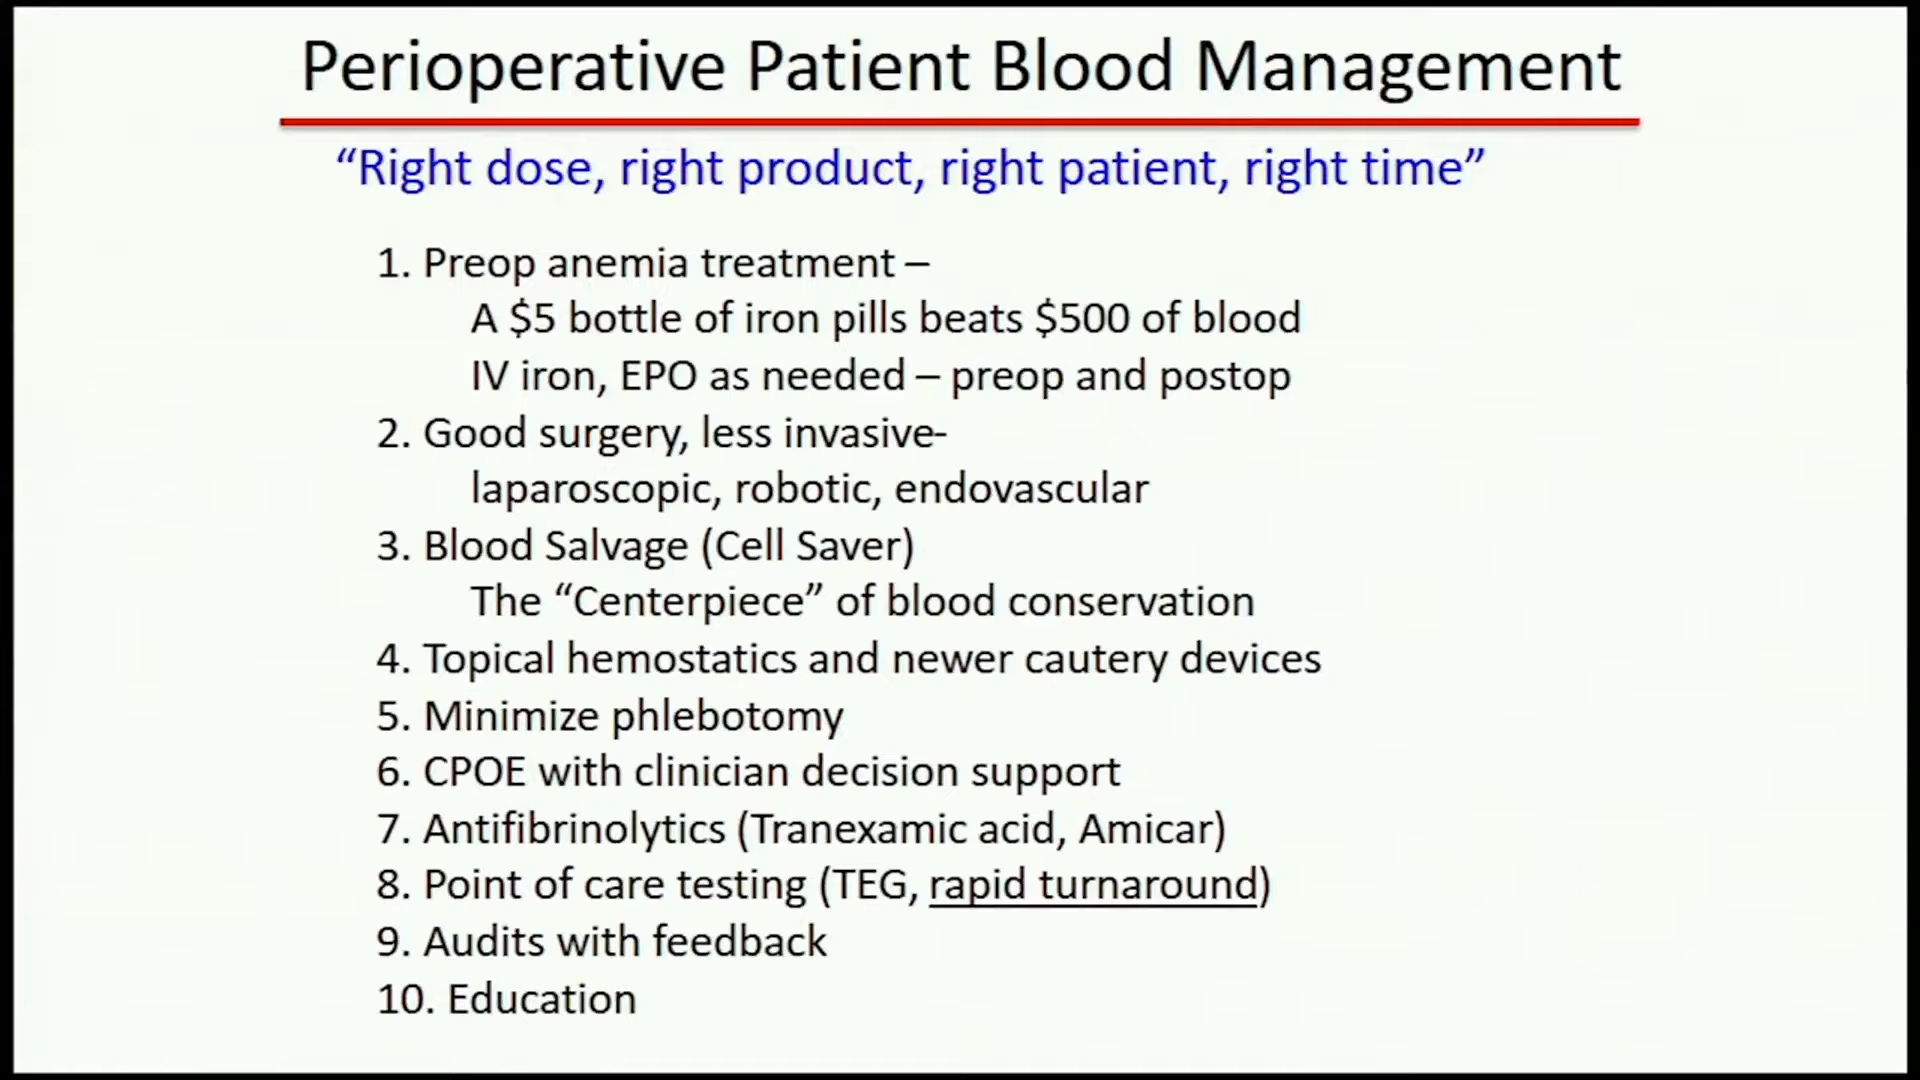 Perioperative Patient Blood Management
“Right dose, right product, right patient, right time”
1. Preop anemia treatment –
A $5 bottle of iron pills beats $500 of blood
IV iron, EPO as needed – preop and postop
2. Good surgery, less invasive-
laparoscopic, robotic, endovascular
3. Blood Salvage (Cell Saver)
The “Centerpiece” of blood conservation
4. Topical hemostatics and newer cautery devices
5. Minimize phlebotomy
6. CPOE with clinician decision support
7. Antifibrinolytics (Tranexamic acid, Amicar)
8. Point of care testing (TEG, rapid turnaround)
9. Audits with feedback
10. Education